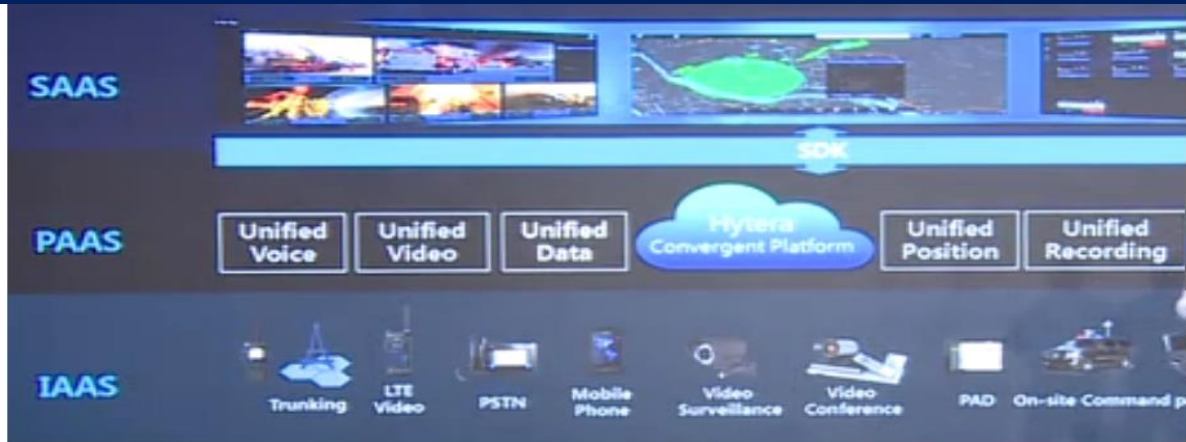 SAAS
SDK
PAAS
Unified
Voice
Unified
Video
Unified
Data
Hytera
Convergent Platform
Unified
Position
Unified
Recording
IAAS
Trunking
LTE
Video
PSTN
Mobile
Phone
Video
Surveillance
Video
Conference
PAD
On-site Command p